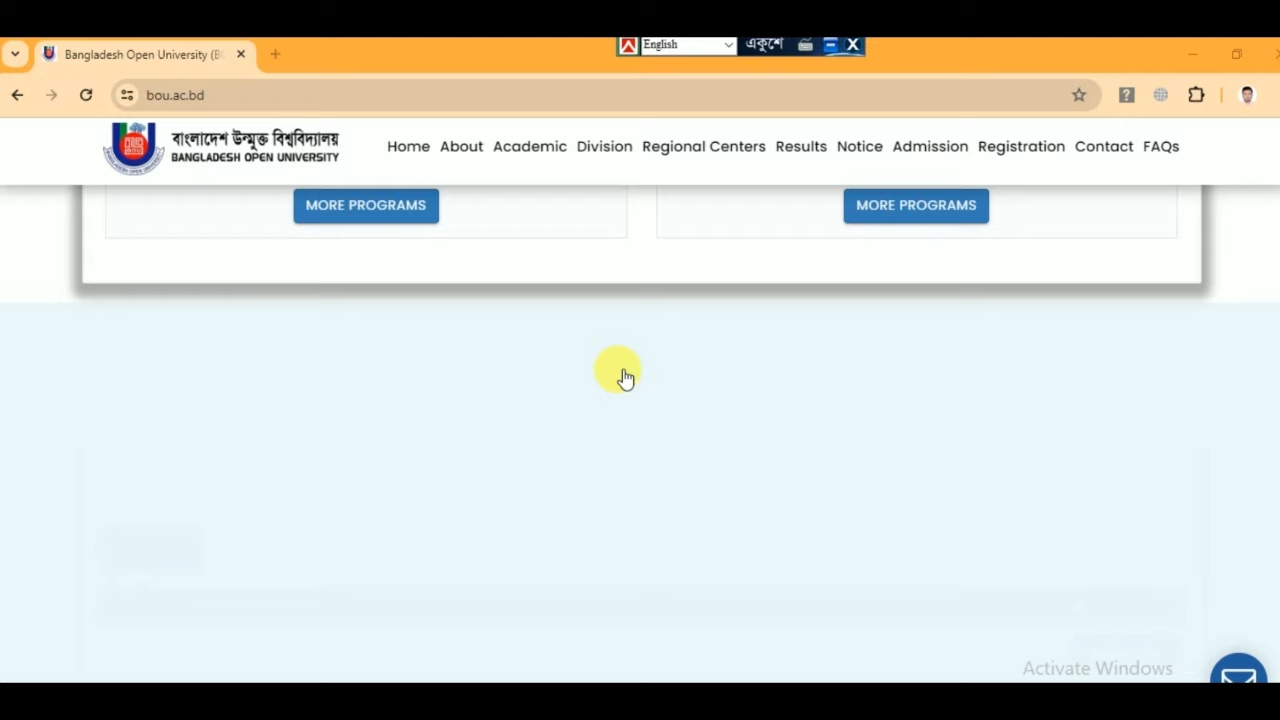 Bangladesh Open University (B
English
একুশে
bou.ac.bd
বাংলাদেশ উন্মুক্ত বিশ্ববিদ্যালয়
BANGLADESH OPEN UNIVERSITY
Home About Academic Division Regional Centers Results Notice Admission Registration Contact FAQs
MORE PROGRAMS
MORE PROGRAMS
Activate Windows